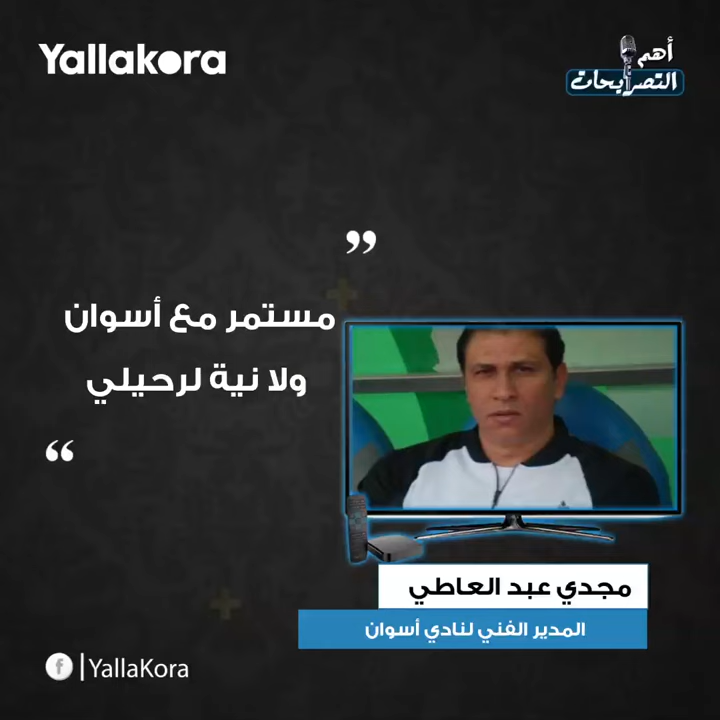 Yallakora
أهم
التصريحات
”
مستمر مع أسوان
ولا نية لرحيلي
“
مجدي عبد العاطي
المدير الفني لنادي أسوان
f | YallaKora